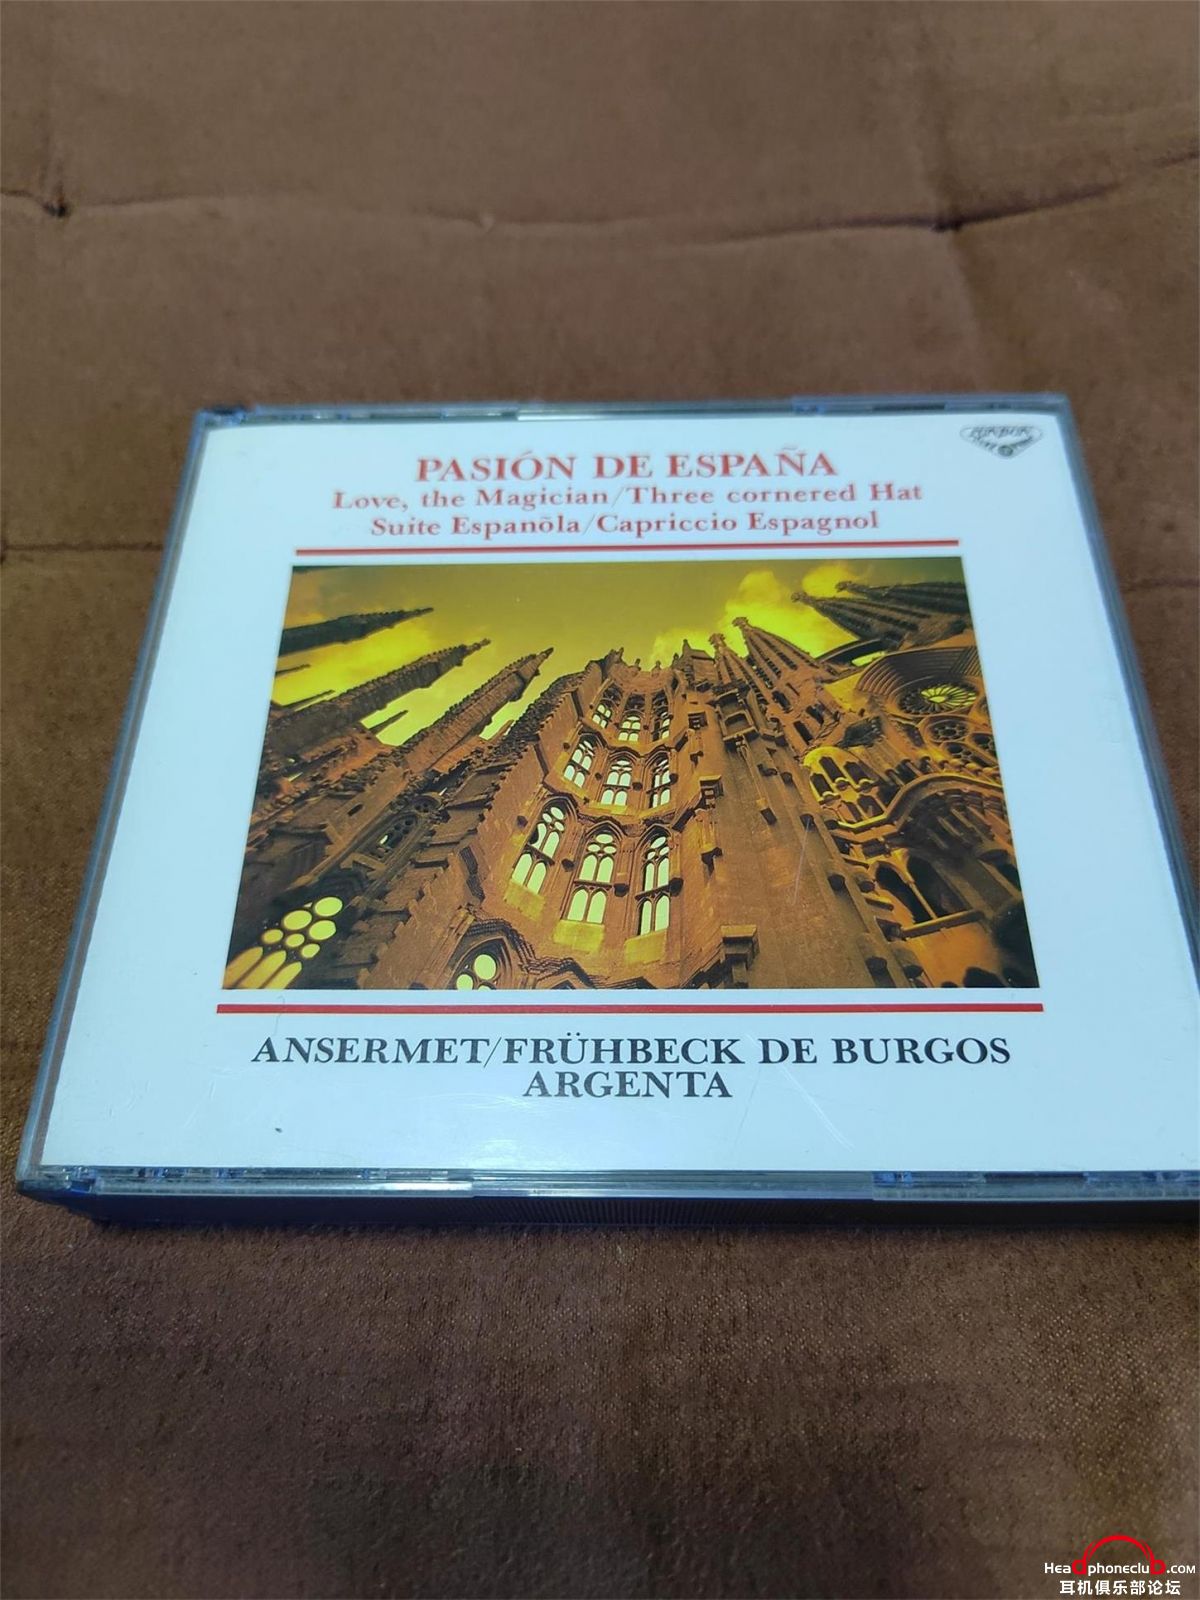 PASIÓN DE ESPAÑA
Love, the Magician/Three cornered Hat
Suite Espanõla/Capriccio Espagnol
LONDON
ANSERMET/FRÜHBECK DE BURGOS
ARGENTA
Headphoneclub.com
耳机俱乐部论坛